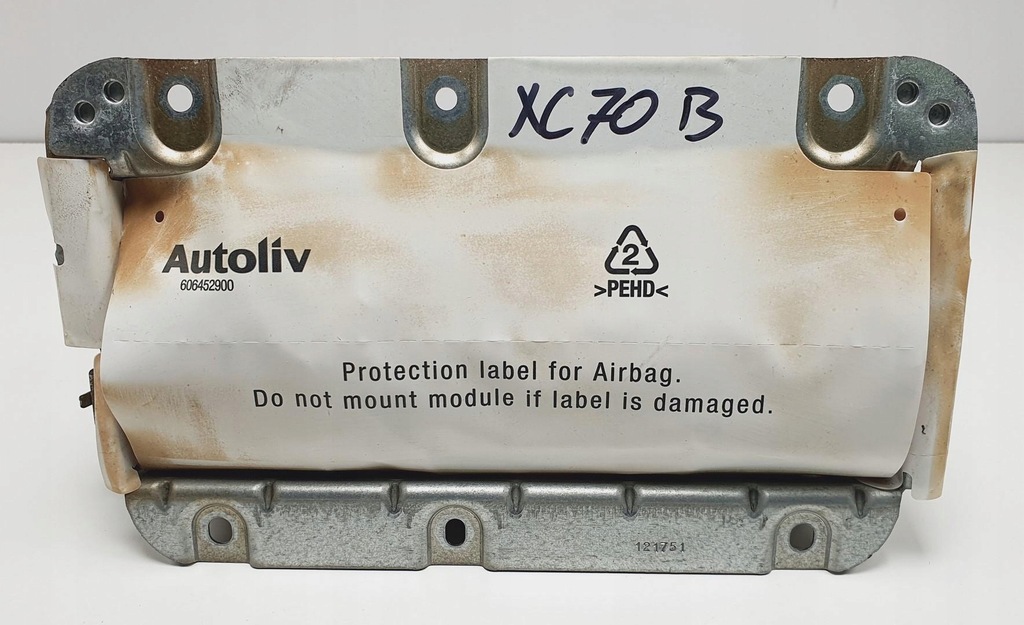 XC70 B
Autoliv
606452900
2
>PEHD<
Protection label for Airbag.
Do not mount module if label is damaged.
121751